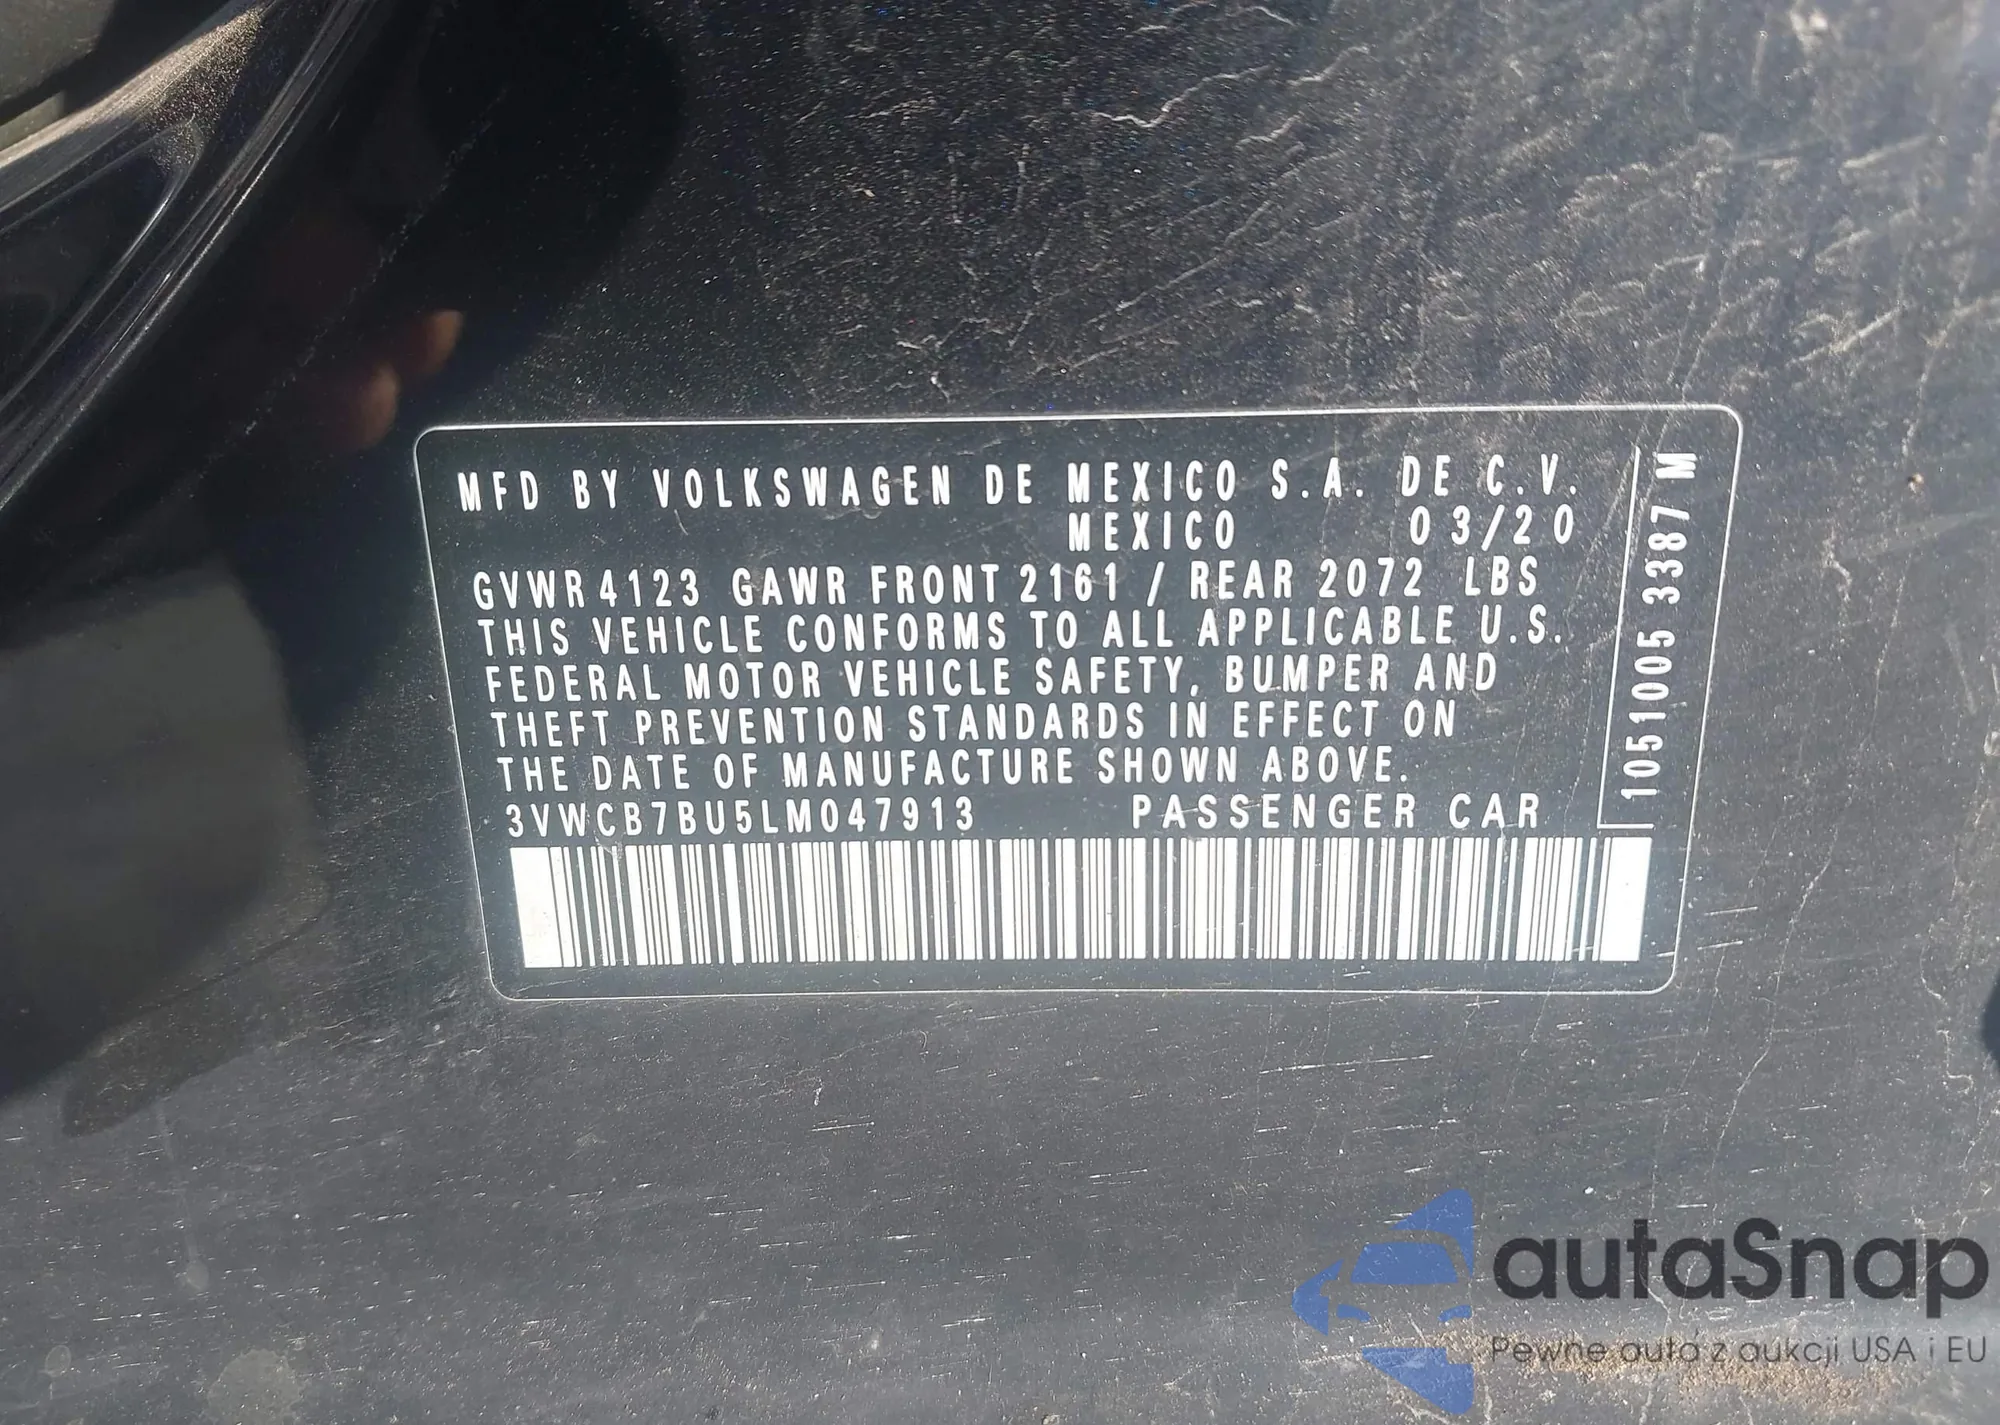 MFD BY VOLKSWAGEN DE MEXICO S.A. DE C.V.
MEXICO 03/20
GVWR 4123 GAWR FRONT 2161 / REAR 2072 LBS
THIS VEHICLE CONFORMS TO ALL APPLICABLE U.S.
FEDERAL MOTOR VEHICLE SAFETY, BUMPER AND
THEFT PREVENTION STANDARDS IN EFFECT ON
THE DATE OF MANUFACTURE SHOWN ABOVE.
3VWCB7BU5LM047913 PASSENGER CAR
1051005 3387 M
autaSnap
Pewne auta z aukcji USA i EU